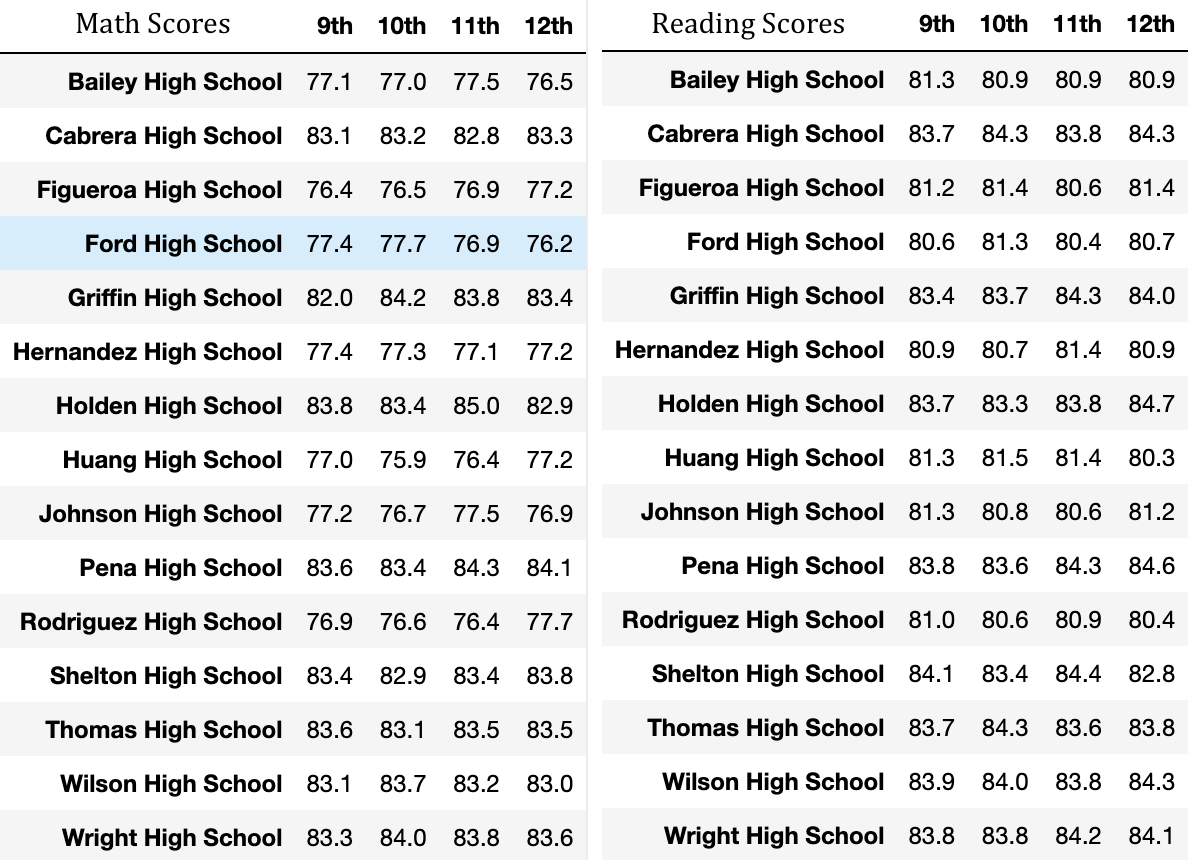 Math Scores 9th 10th 11th 12th
Bailey High School 77.1 77.0 77.5 76.5
Cabrera High School 83.1 83.2 82.8 83.3
Figueroa High School 76.4 76.5 76.9 77.2
Ford High School 77.4 77.7 76.9 76.2
Griffin High School 82.0 84.2 83.8 83.4
Hernandez High School 77.4 77.3 77.1 77.2
Holden High School 83.8 83.4 85.0 82.9
Huang High School 77.0 75.9 76.4 77.2
Johnson High School 77.2 76.7 77.5 76.9
Pena High School 83.6 83.4 84.3 84.1
Rodriguez High School 76.9 76.6 76.4 77.7
Shelton High School 83.4 82.9 83.4 83.8
Thomas High School 83.6 83.1 83.5 83.5
Wilson High School 83.1 83.7 83.2 83.0
Wright High School 83.3 84.0 83.8 83.6
Reading Scores 9th 10th 11th 12th
Bailey High School 81.3 80.9 80.9 80.9
Cabrera High School 83.7 84.3 83.8 84.3
Figueroa High School 81.2 81.4 80.6 81.4
Ford High School 80.6 81.3 80.4 80.7
Griffin High School 83.4 83.7 84.3 84.0
Hernandez High School 80.9 80.7 81.4 80.9
Holden High School 83.7 83.3 83.8 84.7
Huang High School 81.3 81.5 81.4 80.3
Johnson High School 81.3 80.8 80.6 81.2
Pena High School 83.8 83.6 84.3 84.6
Rodriguez High School 81.0 80.6 80.9 80.4
Shelton High School 84.1 83.4 84.4 82.8
Thomas High School 83.7 84.3 83.6 83.8
Wilson High School 83.9 84.0 83.8 84.3
Wright High School 83.8 83.8 84.2 84.1